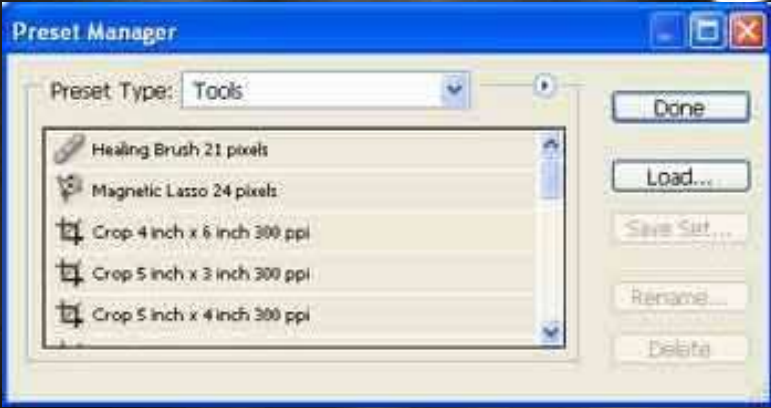 Preset Manager
Preset Type: Tools
Healing Brush 21 pixels
Magnetic Lasso 24 pixels
Crop 4 inch x 6 inch 300 ppi
Crop 5 inch x 3 inch 300 ppi
Crop 5 inch x 4 inch 300 ppi
Done
Load...
Save Set...
Rename...
Delete